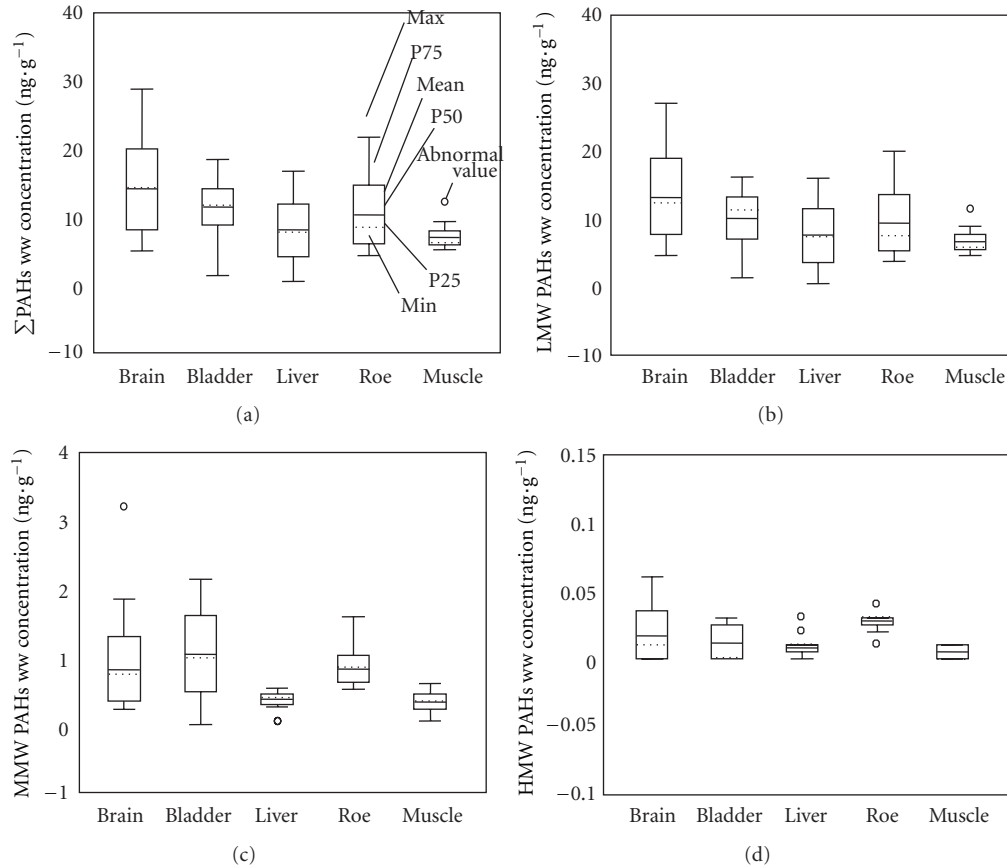 ∑PAHs ww concentration (ng·g⁻¹)
40
30
20
10
0
−10
Max
P75
Mean
P50
Abnormal
value
P25
Min
Brain Bladder Liver Roe Muscle
(a)
LMW PAHs ww concentration (ng·g⁻¹)
40
30
20
10
0
−10
Brain Bladder Liver Roe Muscle
(b)
MMW PAHs ww concentration (ng·g⁻¹)
4
3
2
1
0
−1
Brain Bladder Liver Roe Muscle
(c)
HMW PAHs ww concentration (ng·g⁻¹)
0.15
0.1
0.05
0
−0.05
−0.1
Brain Bladder Liver Roe Muscle
(d)